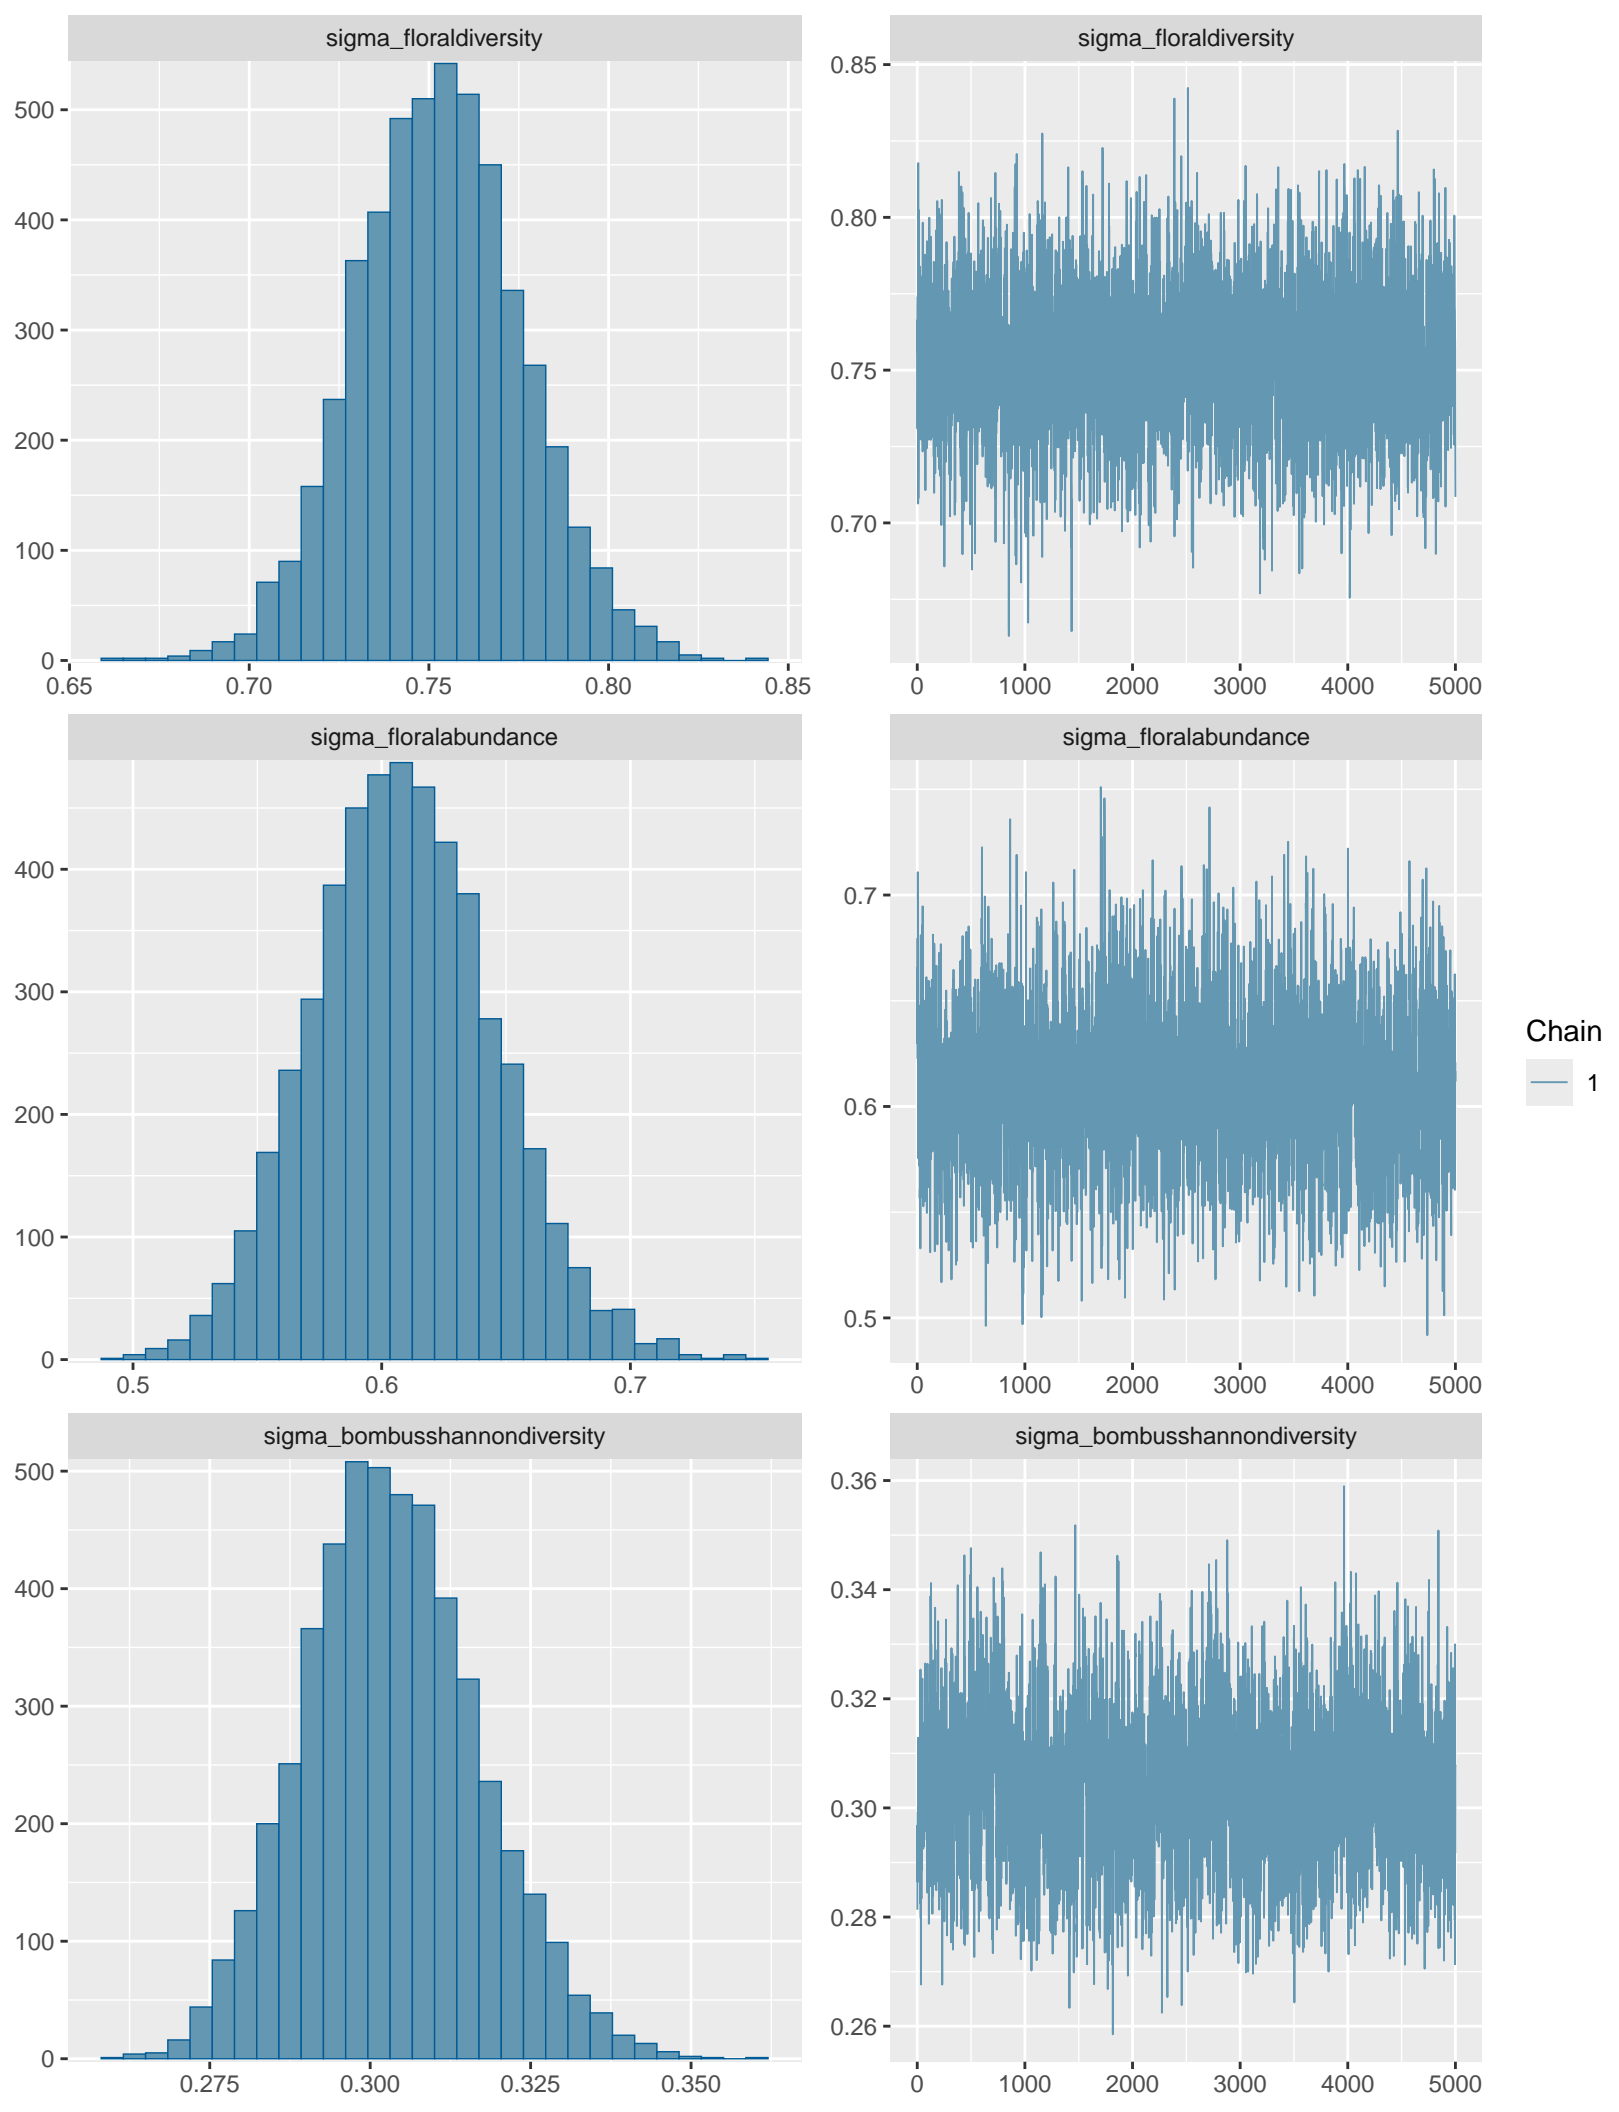 sigma_floraldiversity
sigma_floraldiversity
500
400
300
200
100
0
0.65 0.70 0.75 0.80 0.85
0.85
0.80
0.75
0.70
0 1000 2000 3000 4000 5000
sigma_floralabundance
sigma_floralabundance
400
300
200
100
0
0.5 0.6 0.7
0.7
0.6
0.5
0 1000 2000 3000 4000 5000
Chain
1
sigma_bombusshannondiversity
sigma_bombusshannondiversity
500
400
300
200
100
0
0.275 0.300 0.325 0.350
0.36
0.34
0.32
0.30
0.28
0.26
0 1000 2000 3000 4000 5000